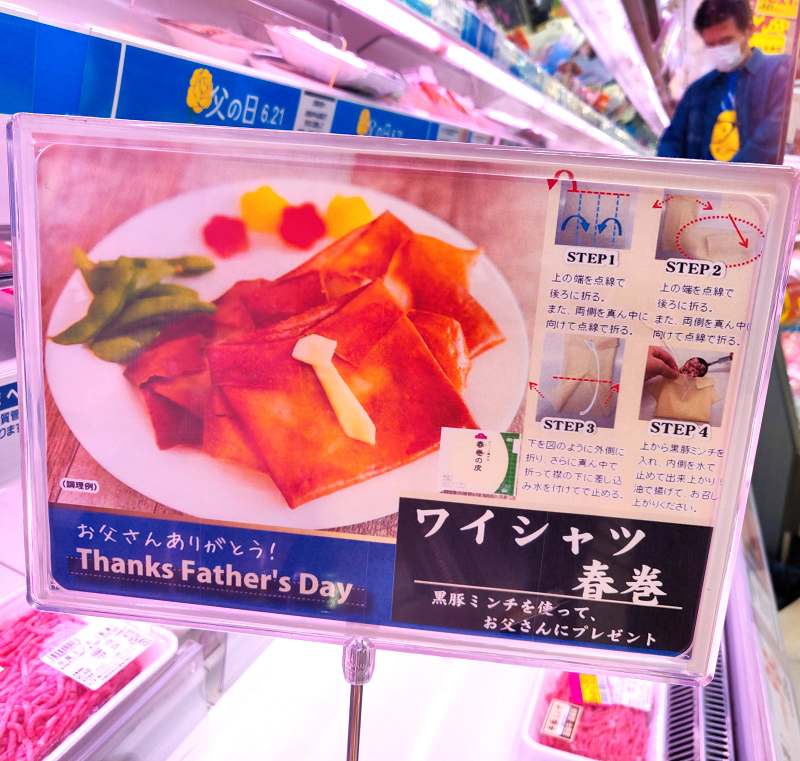 父の日 6.21
STEP1
上の端を点線で
後ろに折る。
また、両側を真ん中に
向けて点線で折る。
STEP2
上の端を点線で
後ろに折る。
また、両側を真ん中に
向けて点線で折る。
STEP3
下を図のように外側に
折り、さらに真ん中で
折って襟の下に差し込
み水を付けてで止める。
STEP4
上から黒豚ミンチを
入れ、内側を水で
止めて出来上がり!
油で揚げて、お召し
上がりください。
春巻の皮
(調理例)
お父さんありがとう!
Thanks Father's Day
ワイシャツ
春巻
黒豚ミンチを使って、
お父さんにプレゼント